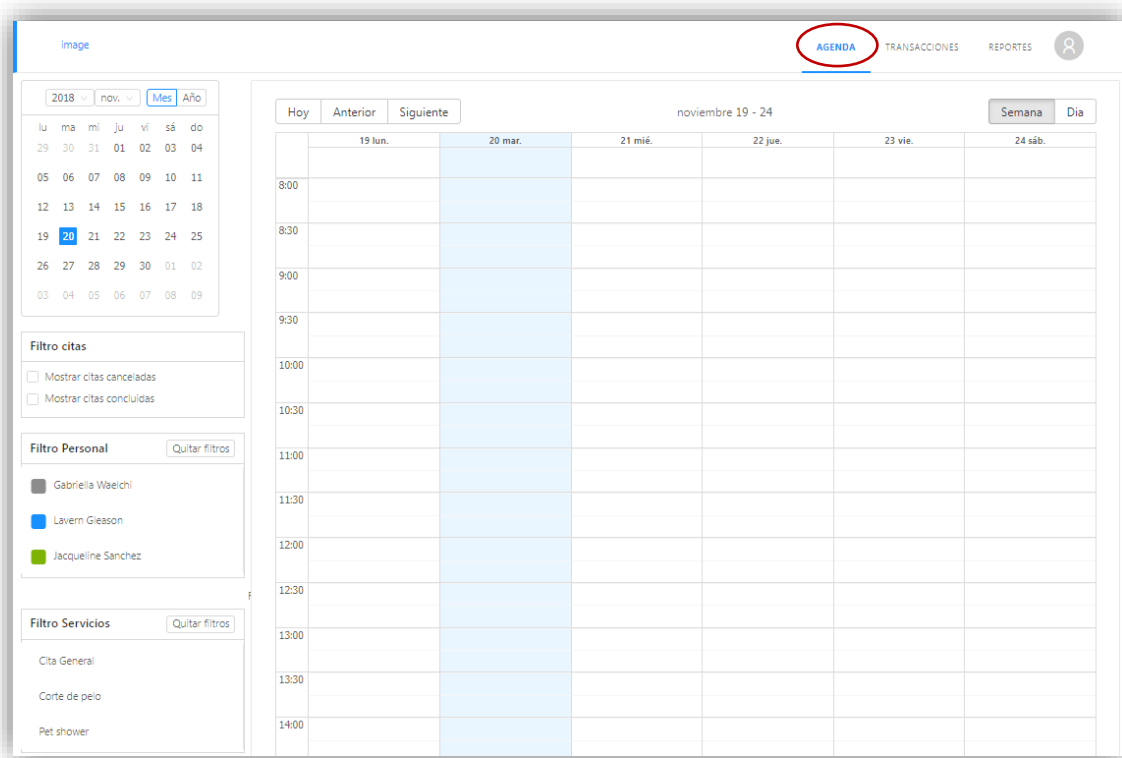 image
AGENDA TRANSACCIONES REPORTES
2018 nov. Mes Año
lu ma mi ju vi sá do
29 30 31 01 02 03 04
05 06 07 08 09 10 11
12 13 14 15 16 17 18
19 20 21 22 23 24 25
26 27 28 29 30 01 02
03 04 05 06 07 08 09
Filtro citas
Mostrar citas canceladas
Mostrar citas concluidas
Filtro Personal Quitar filtros
Gabriella Waelchi
Lavern Gleason
Jacqueline Sanchez
Filtro Servicios Quitar filtros
Cita General
Corte de pelo
Pet shower
Hoy Anterior Siguiente noviembre 19 - 24 Semana Dia
19 lun. 20 mar. 21 mié. 22 jue. 23 vie. 24 sáb.
8:00
8:30
9:00
9:30
10:00
10:30
11:00
11:30
12:00
12:30
13:00
13:30
14:00